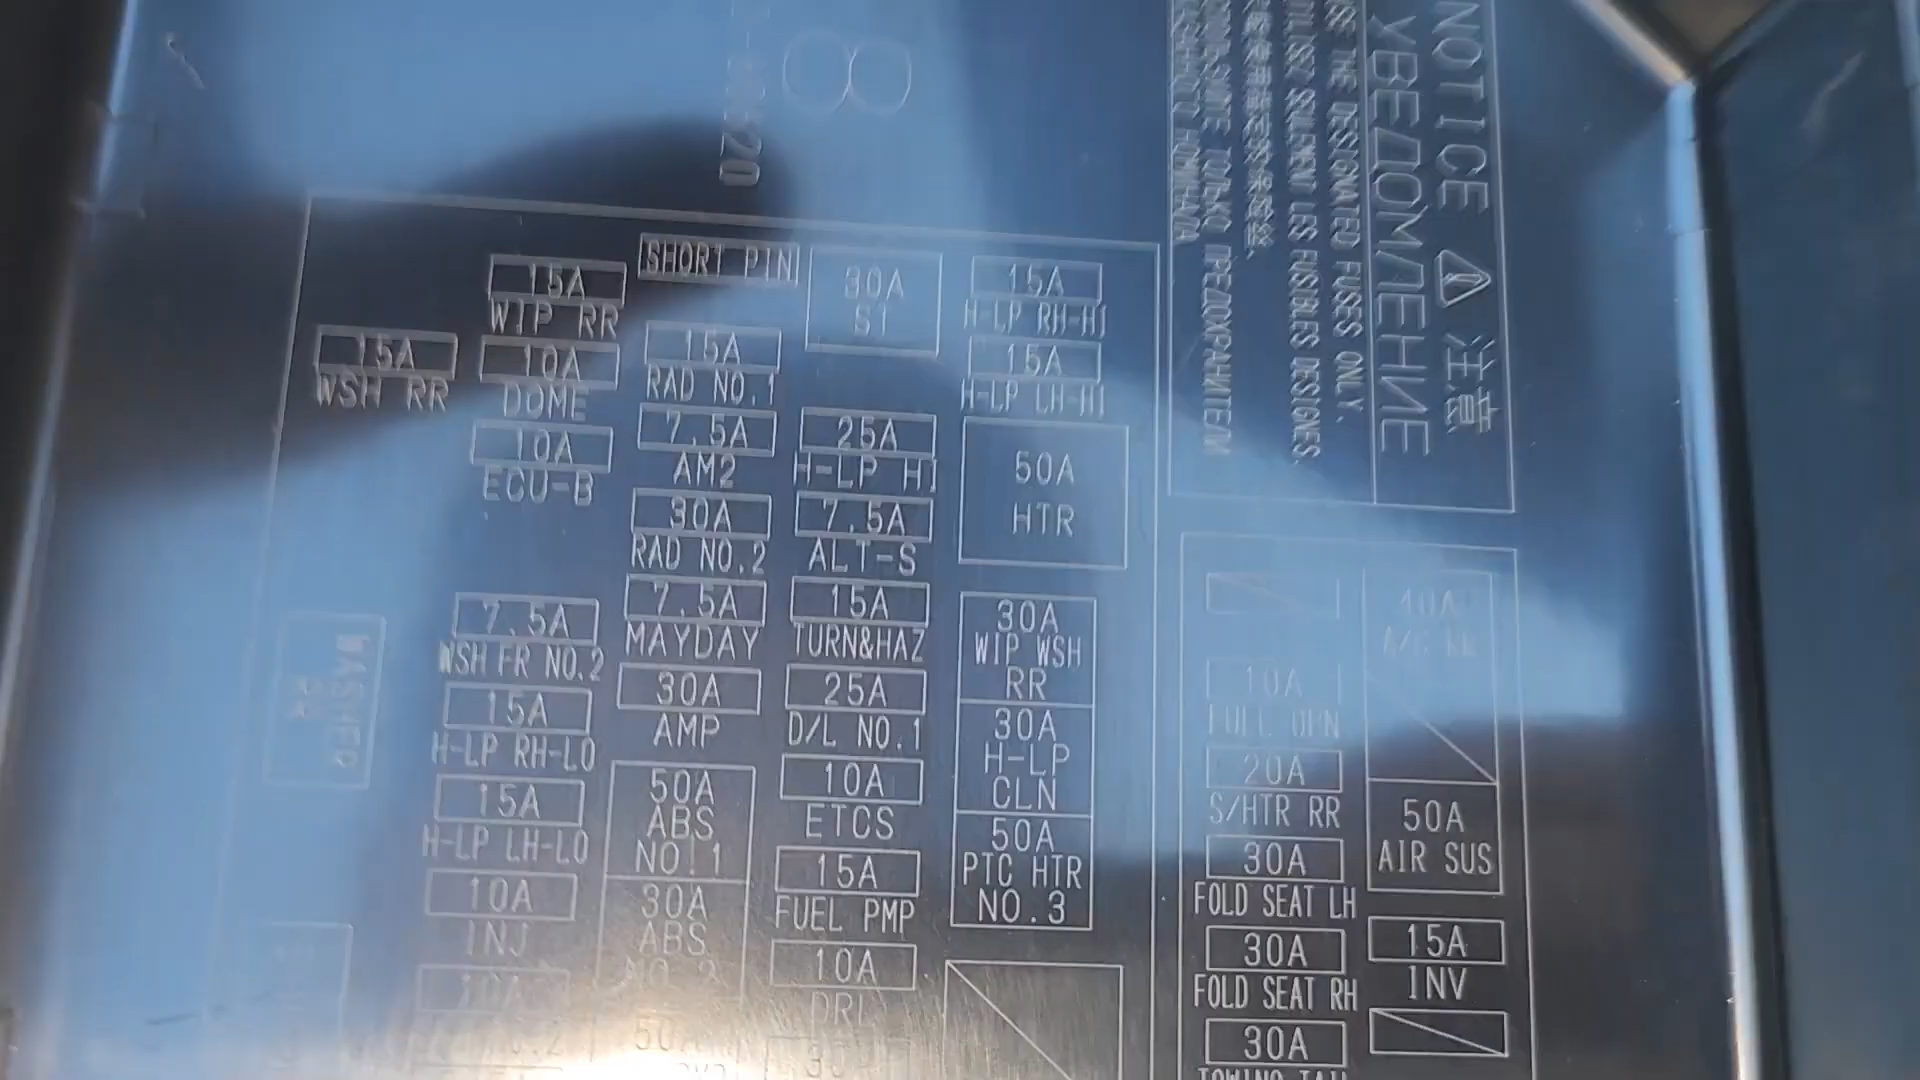 20
SHORT PIN
15A
WIP RR
30A
ST
15A
H-LP RH-HI
15A
WSH RR
10A
DOME
15A
RAD NO.1
15A
H-LP LH-HI
10A
ECU-B
7.5A
AM2
25A
H-LP HI
50A
HTR
30A
RAD NO.2
7.5A
ALT-S
7.5A
WSH FR NO.2
7.5A
MAYDAY
15A
TURN&HAZ
30A
WIP WSH
RR
15A
H-LP RH-LO
30A
AMP
25A
D/L NO.1
30A
H-LP
CLN
15A
H-LP LH-LO
50A
ABS
NO.1
10A
ETCS
50A
PTC HTR
NO.3
10A
INJ
30A
ABS
NO.2
15A
FUEL PMP
10A
DRL
WASHER
NOTICE 注意
УВЕДОМЛЕНИЕ
THE DESIGNATED FUSES ONLY.
SEULEMENT LES FUSIBLES DESIGNES.
ПРЕДОХРАНИТЕЛИ
10A
20A
S/HTR RR
30A
FOLD SEAT LH
30A
FOLD SEAT RH
30A
50A
AIR SUS
15A
INV